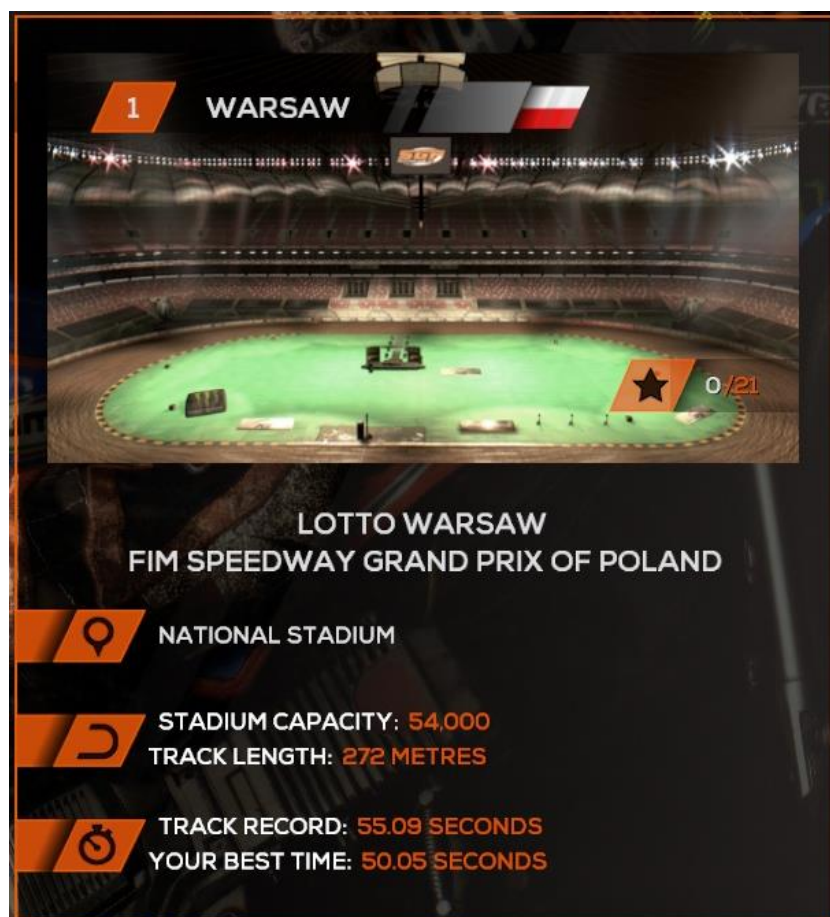 1 WARSAW
SGP
0/21
LOTTO WARSAW
FIM SPEEDWAY GRAND PRIX OF POLAND
NATIONAL STADIUM
STADIUM CAPACITY: 54,000
TRACK LENGTH: 272 METRES
TRACK RECORD: 55.09 SECONDS
YOUR BEST TIME: 50.05 SECONDS